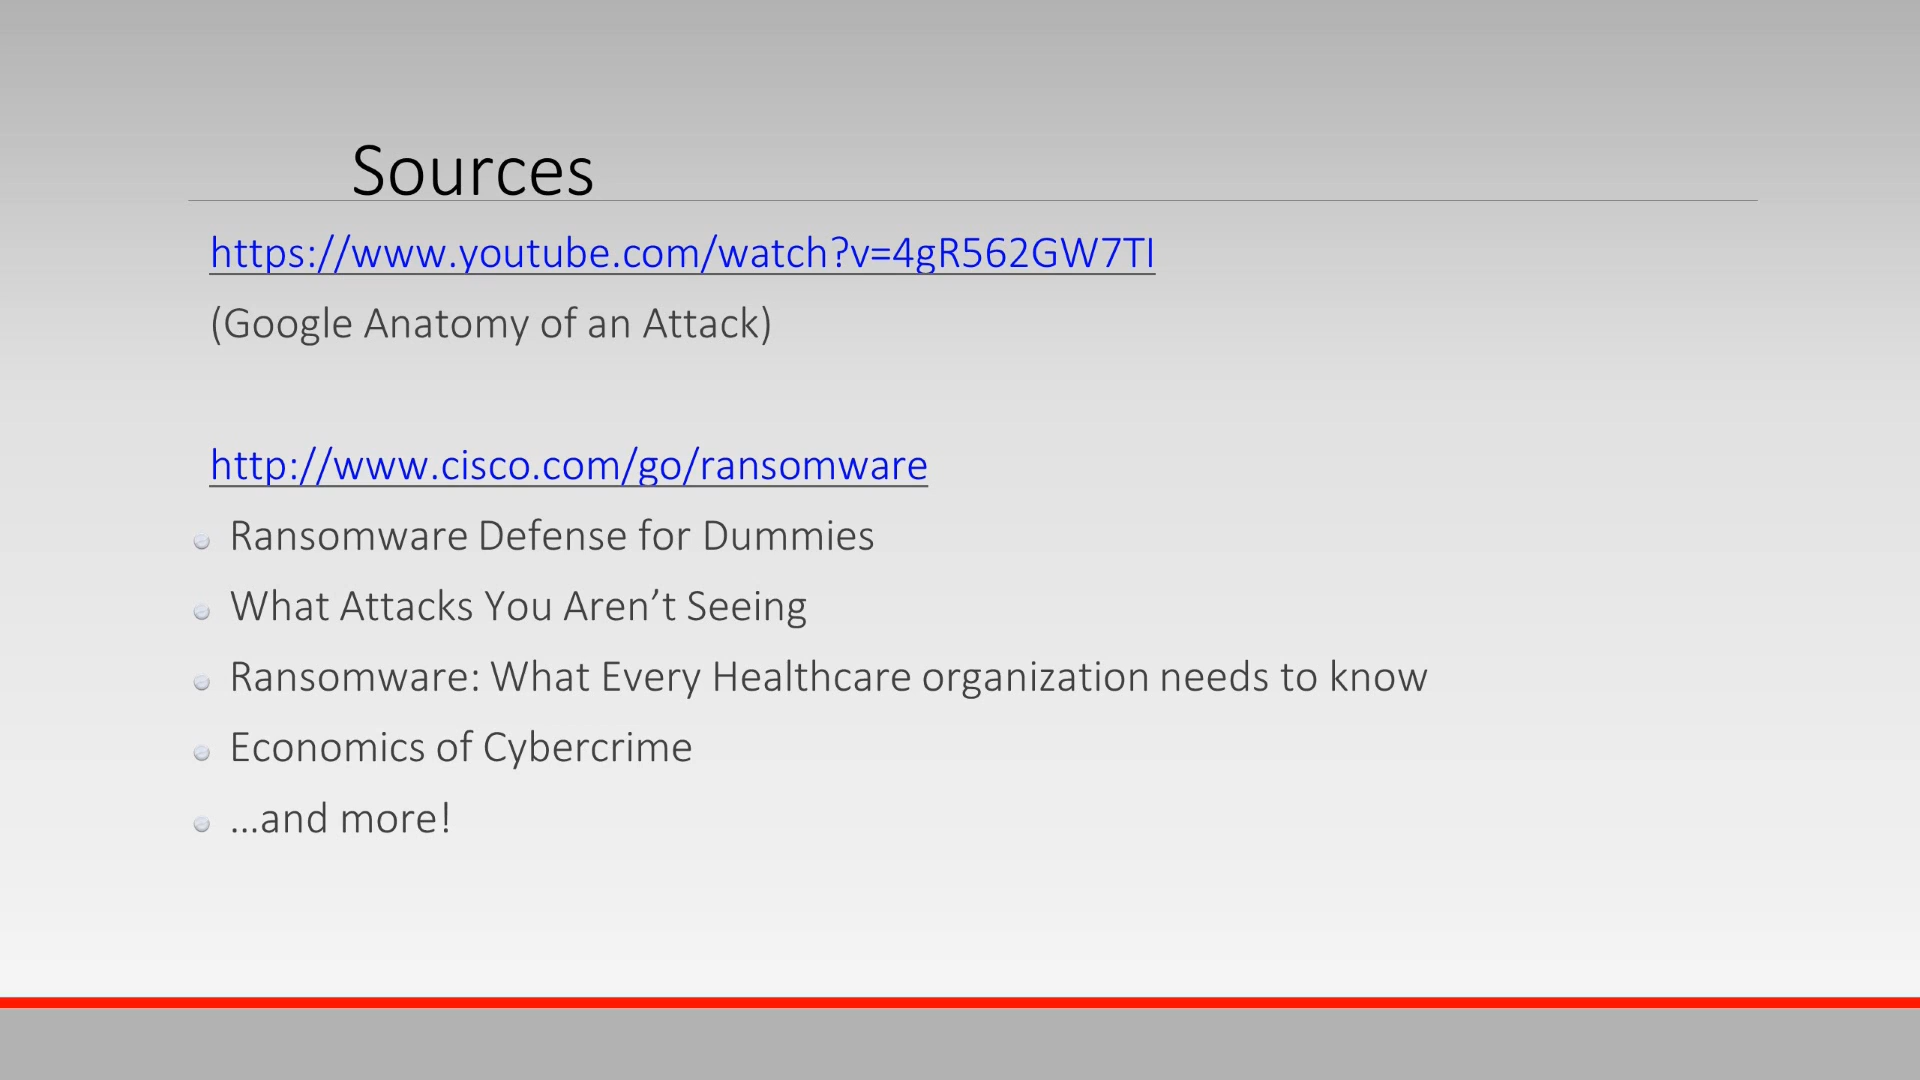 Sources
https://www.youtube.com/watch?v=4gR562GW7TI
(Google Anatomy of an Attack)
http://www.cisco.com/go/ransomware
Ransomware Defense for Dummies
What Attacks You Aren’t Seeing
Ransomware: What Every Healthcare organization needs to know
Economics of Cybercrime
…and more!